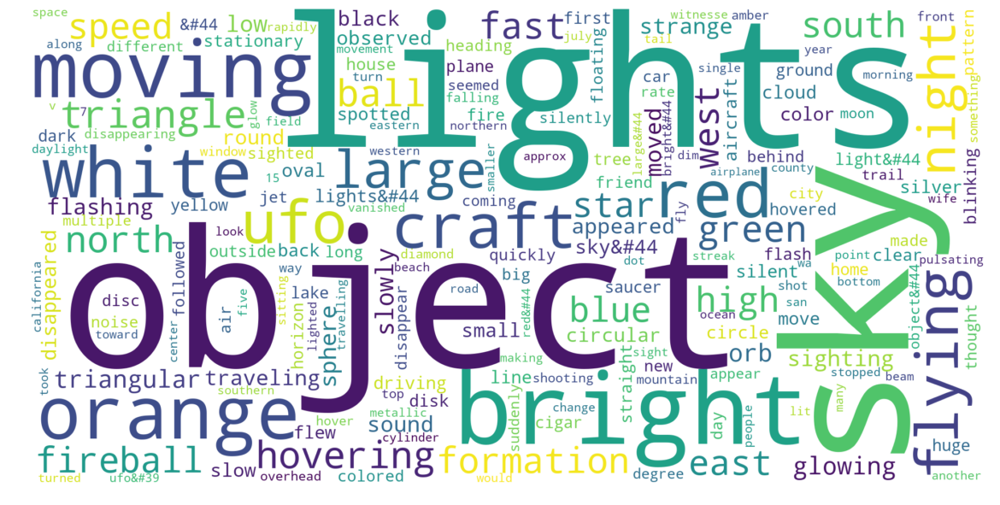 space
speed
&#44
low
rapidly
black
fast
first
witnesse
amber
south
front
pattern
along
different
stationary
observed
movement
heading
july
strange
tail
year
moving
lights
house
turn
plane
floating
car
single
ground
morning
night
something
ball
seemed
falling
rate
cloud
v
7
triangle
glow
field
spotted
eastern
fire
northern
silently
moved
bright&#44
large&#44
west
aircraft
color
moon
dark
disappearing
round
daylight
window
sighted
western
approx
tree
dim
behind
light&#44
blinking
white
15
oval
large
smaller
friend
airplane
county
trail
silver
wife
flashing
yellow
jet
lights&#44
vanished
coming
star
red
city
hovered
multiple
north
ufo
look
craft
appeared
fly
green
sky
made
disappeared
followed
outside
back
long
diamond
quickly
sky&#44
dot
streak
flash
wa
point
clear
pulsating
california
object
way
beach
slowly
big
saucer
silent
home
bottom
object&#44
disc
air
five
sitting
lake
road
red&#44
shot
flying
noise
toward
center
horizon
lighted
sphere
travelling
disappear
small
blue
ocean
high
san
move
thought
circular
circle
orb
making
sight
sighting
took
triangular
traveling
driving
line
shooting
straight
new
mountain
appear
stopped
beam
southern
top
disk
bright
change
many
orange
hover
metallic
flew
sound
cylinder
suddenly
cigar
day
people
lit
huge
fireball
slow
hovering
overhead
formation
colored
would
degree
east
glowing
another
turned
ufo&#39